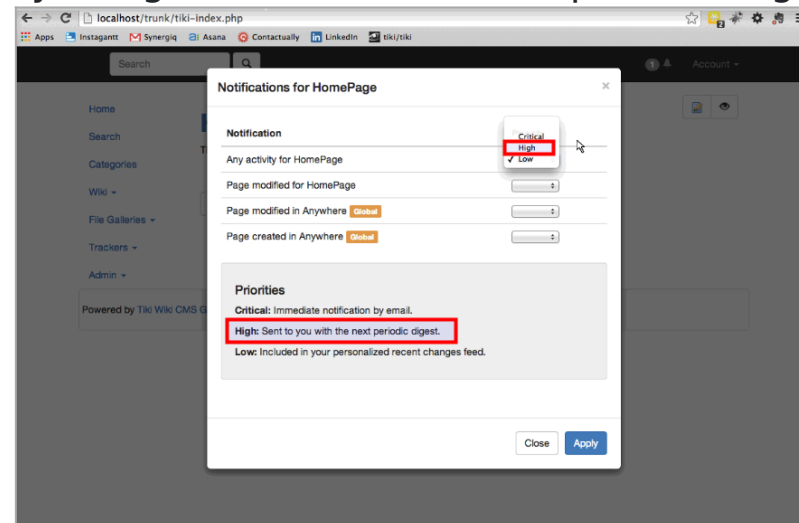 localhost/trunk/tiki-index.php
Apps Instagantt Synergiq Asana Contactually LinkedIn tiki/tiki
Search 1 Account
Notifications for HomePage ×
Home
Notification
Critical
Search
High
Any activity for HomePage ✓ Low
Categories
Page modified for HomePage
Wiki
Page modified in Anywhere Global
File Galleries
Page created in Anywhere Global
Trackers
Admin
Priorities
Powered by Tiki Wiki CMS G
Critical: Immediate notification by email.
High: Sent to you with the next periodic digest.
Low: Included in your personalized recent changes feed.
Close Apply